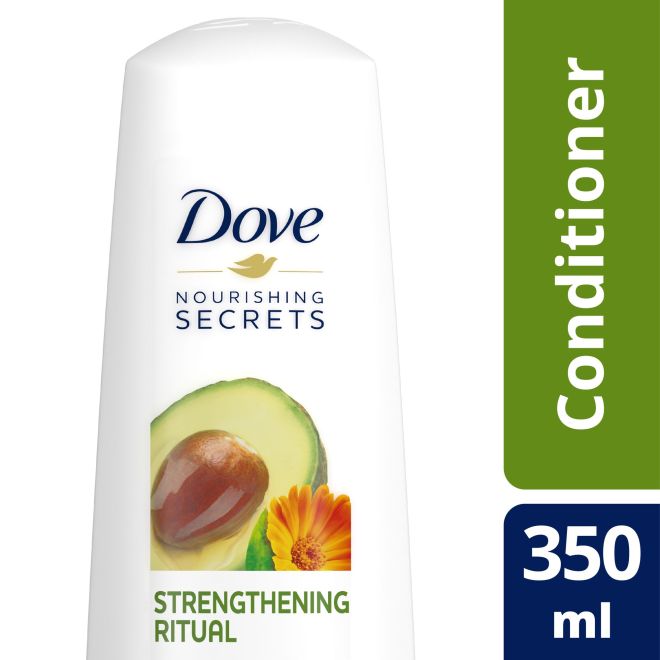 Dove
NOURISHING
SECRETS
STRENGTHENING
RITUAL
Conditioner
350
ml